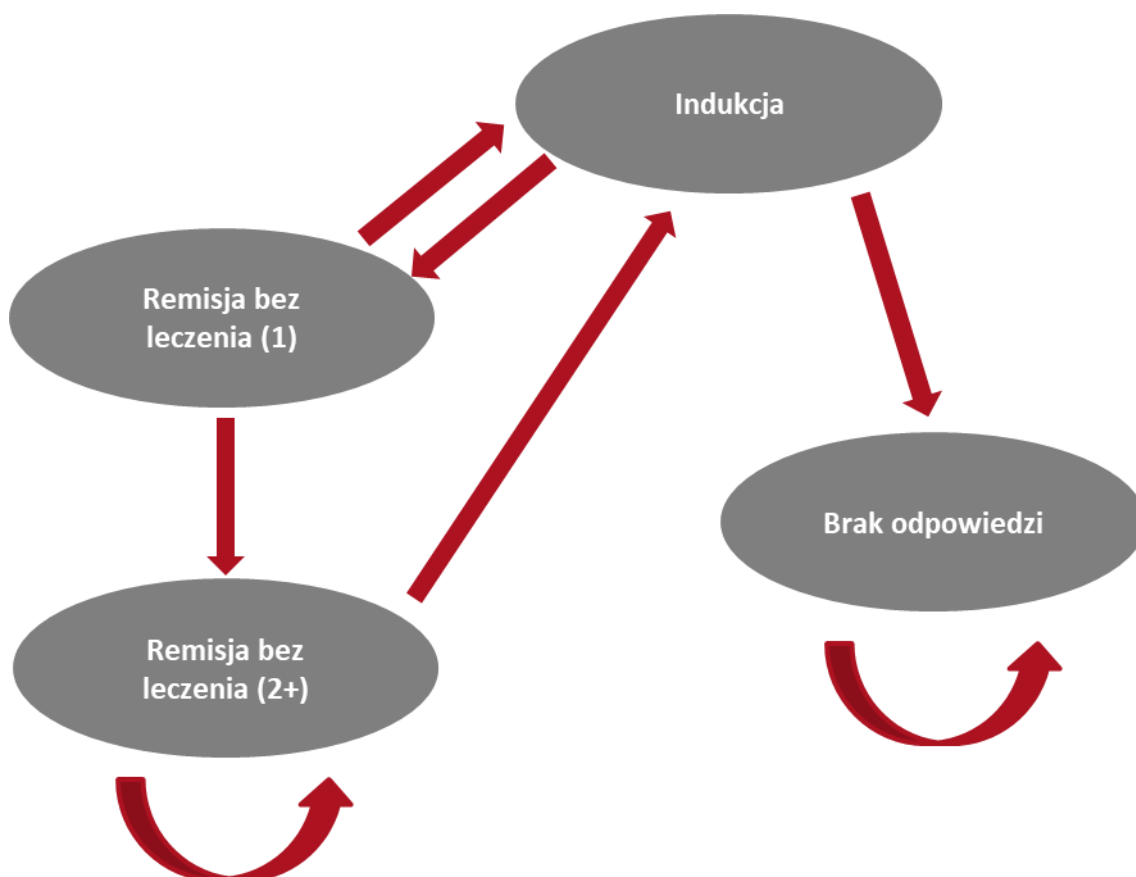 Indukcja
Remisja bez
leczenia (1)
Brak odpowiedzi
Remisja bez
leczenia (2+)